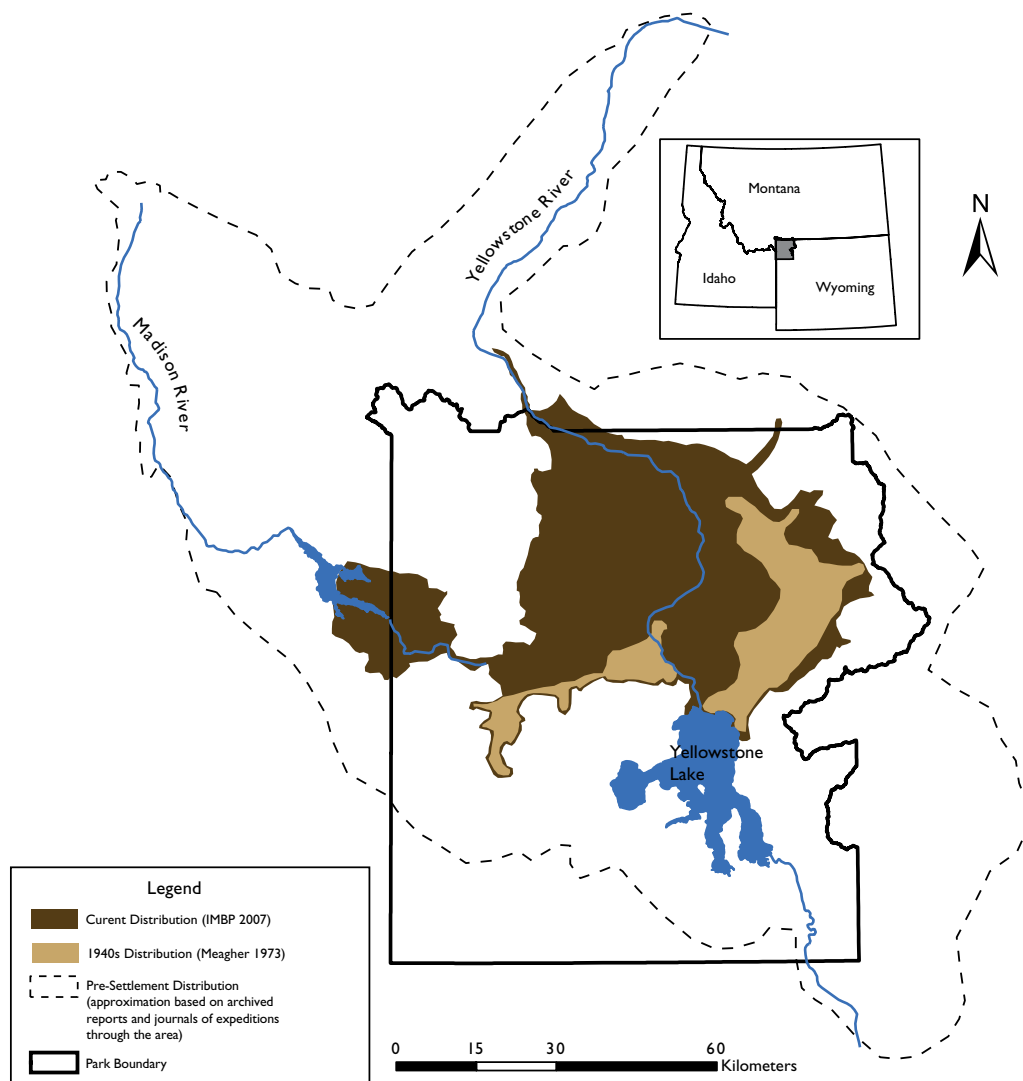 Yellowstone River
Madison River
Montana
Idaho
Wyoming
N
Yellowstone
Lake
Legend
Curent Distribution (IMBP 2007)
1940s Distribution (Meagher 1973)
Pre-Settlement Distribution
(approximation based on archived
reports and journals of expeditions
through the area)
Park Boundary
0 15 30 60
Kilometers